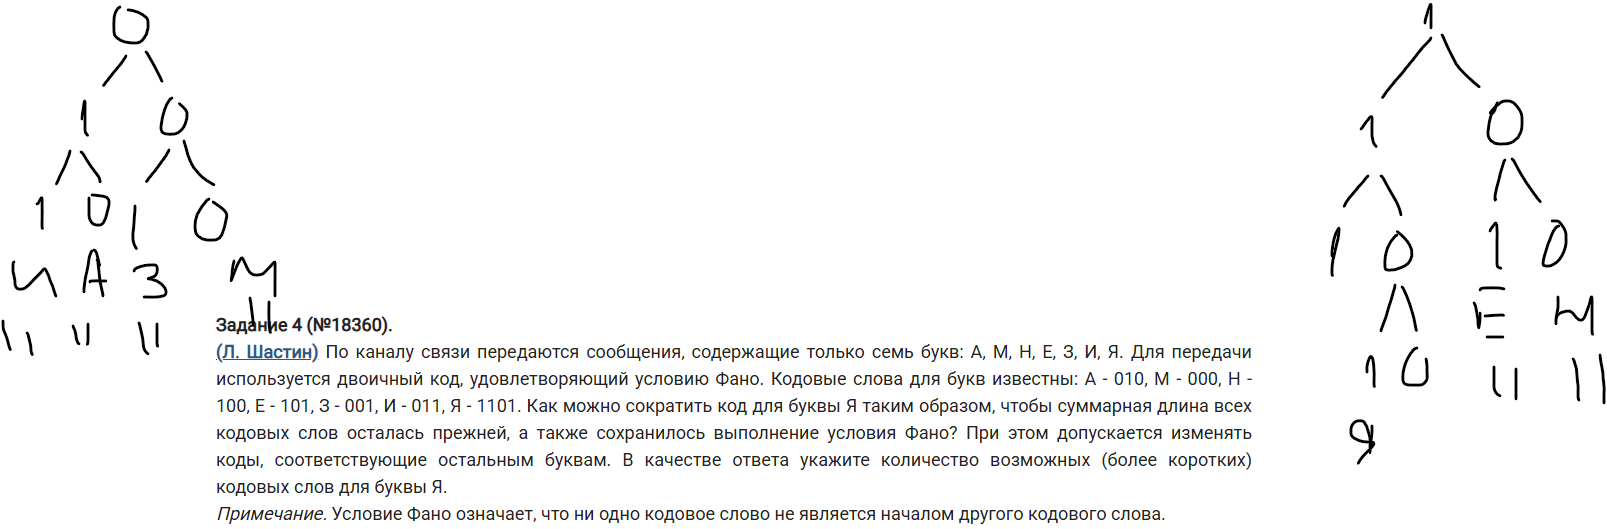 0
1 0
1 0 1 0
И А З М
1
1 0
1 0 1 0
Е М
1 0
Я
Задание 4 (№18360).
(Л. Шастин) По каналу связи передаются сообщения, содержащие только семь букв: А, М, Н, Е, З, И, Я. Для передачи
используется двоичный код, удовлетворяющий условию Фано. Кодовые слова для букв известны: А - 010, М - 000, Н -
100, Е - 101, З - 001, И - 011, Я - 1101. Как можно сократить код для буквы Я таким образом, чтобы суммарная длина всех
кодовых слов осталась прежней, а также сохранилось выполнение условия Фано? При этом допускается изменять
коды, соответствующие остальным буквам. В качестве ответа укажите количество возможных (более коротких)
кодовых слов для буквы Я.
Примечание. Условие Фано означает, что ни одно кодовое слово не является началом другого кодового слова.